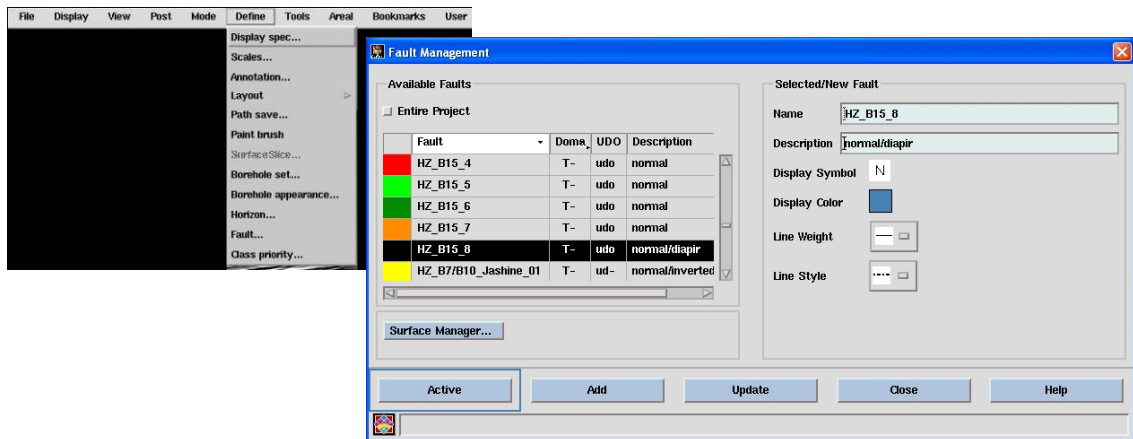 File Display View Post Mode Define Tools Areal Bookmarks User
Display spec...
Scales...
Annotation...
Layout
Path save...
Paint brush
SurfaceSlice...
Borehole set...
Borehole appearance...
Horizon...
Fault...
Class priority...
Fault Management
Available Faults
Entire Project
Fault Doma UDO Description
HZ_B15_4 T- udo normal
HZ_B15_5 T- udo normal
HZ_B15_6 T- udo normal
HZ_B15_7 T- udo normal
HZ_B15_8 T- udo normal/diapir
HZ_B7/B10_Jashine_01 T- ud- normal/inverted
Surface Manager...
Selected/New Fault
Name HZ_B15_8
Description normal/diapir
Display Symbol N
Display Color
Line Weight
Line Style
Active Add Update Close Help